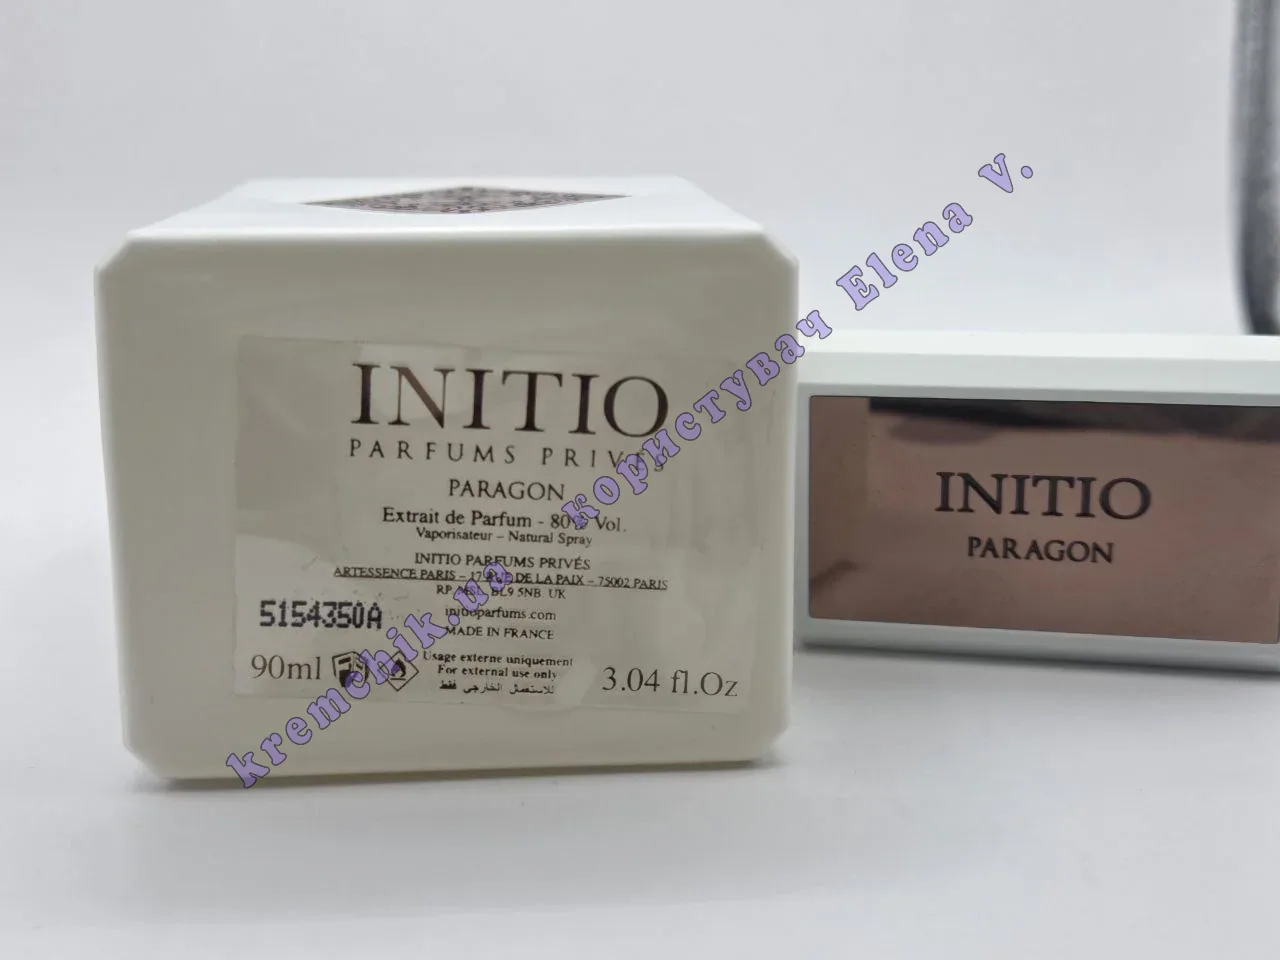 INITIO
PARFUMS PRIVÉS
PARAGON
Extrait de Parfum - 80% Vol.
Vaporisateur - Natural Spray
INITIO PARFUMS PRIVÉS
ARTESSENCE PARIS - 17 RUE DE LA PAIX - 75002 PARIS
BL9 5NB UK
initioparfums.com
MADE IN FRANCE
5154350A
Usage externe uniquement
For external use only
للاستعمال الخارجي فقط
90ml
3.04 fl.Oz
INITIO
PARAGON
kremchik.ua користувач Elena V.